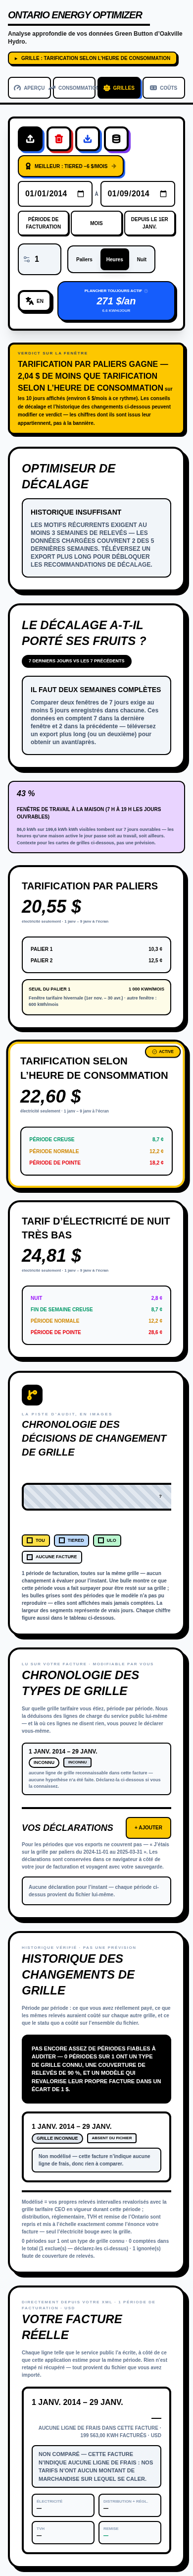 ONTARIO ENERGY OPTIMIZER
Analyse approfondie de vos données Green Button d'Oakville
Hydro.
GRILLE : TARIFICATION SELON L'HEURE DE CONSOMMATION
APERÇU
CONSOMMATION
GRILLES
COÛTS
MEILLEUR : TIERED −6 $/MOIS →
01/01/2014
À
01/09/2014
PÉRIODE DE
FACTURATION
MOIS
DEPUIS LE 1ER
JANV.
1
Paliers
Heures
Nuit
EN
PLANCHER TOUJOURS ACTIF
271 $/an
VERDICT SUR LA FENÊTRE
TARIFICATION PAR PALIERS GAGNE —
2,04 $ DE MOINS QUE TARIFICATION
SELON L'HEURE DE CONSOMMATION sur
les 10 jours affichés (environ 6 $/mois à ce rythme). Les conseils
de décalage et l'historique des changements ci-dessous peuvent
modifier ce verdict — les chiffres ont ils sont issus leur
appartement, pas à la bannière.
OPTIMISEUR DE
DÉCALAGE
HISTORIQUE INSUFFISANT
LES MOTIFS RÉCURRENTS EXIGENT AU
MOINS 3 SEMAINES DE RELEVÉS — LES
DONNÉES CHARGÉES COUVRENT 2 DES 5
DERNIÈRES SEMAINES. TÉLÉVERSEZ UN
EXPORT PLUS LONG POUR DÉBLOQUER
LES RECOMMANDATIONS DE DÉCALAGE.
LE DÉCALAGE A-T-IL
PORTÉ SES FRUITS ?
7 DERNIERS JOURS VS LES 7 PRÉCÉDENTS
IL FAUT DEUX SEMAINES COMPLÈTES
Comparer deux fenêtres de 7 jours exige au
moins 5 jours enregistrés dans chacune. Ces
données en comptent 7 dans la dernière
fenêtre et 2 dans la précédente. Téléversez
un export plus long (ou un deuxième) pour
obtenir un avant/après.
43 %
FENÊTRE DE TRAVAIL À LA MAISON (7 H À 19 H LES JOURS
OUVRABLES)
86,0 kWh sur 199,6 kWh visibles tombent sur 7 jours ouvrables — les
heures qu'une maison active le jour passe soit au travail, soit ailleurs.
Contexte pour les cartes de grilles ci-dessous, pas une prévision.
TARIFICATION PAR PALIERS
20,55 $
électricité seulement · 1 janv. – 9 janv. à l'écran
PALIER 1 10,3 ¢
PALIER 2 12,5 ¢
SEUIL DU PALIER 1 1 000 KWH/MOIS
Fenêtre tarifaire hivernale (1er nov. – 30 avr.) · autre fenêtre :
600 kWh/mois
ACTIVE
TARIFICATION SELON
L'HEURE DE CONSOMMATION
22,60 $
électricité seulement · 1 janv. – 9 janv. à l'écran
PÉRIODE CREUSE 8,7 ¢
PÉRIODE NORMALE 12,2 ¢
PÉRIODE DE POINTE 18,2 ¢
TARIF D'ÉLECTRICITÉ DE NUIT
TRÈS BAS
24,81 $
électricité seulement · 1 janv. – 9 janv. à l'écran
NUIT 2,8 ¢
FIN DE SEMAINE CREUSE 8,7 ¢
PÉRIODE NORMALE 12,2 ¢
PÉRIODE DE POINTE 28,6 ¢
LA PISTE D'AUDIT, EN IMAGES
CHRONOLOGIE DES
DÉCISIONS DE CHANGEMENT
DE GRILLE
?
TOU
TIERED
ULO
AUCUNE FACTURE
1 période de facturation, toutes sur la même grille — aucun
changement à évaluer pour l'instant. Une bulle montre ce que
chaque période vous a fait surpayer pour être resté sur sa grille ;
les bulles grises sont des périodes que le modèle n'a pas pu
reproduire — elles sont affichées mais jamais comptées. La
largeur des segments représente de vrais jours. Chaque chiffre
figure aussi dans le tableau ci-dessous.
LU SUR VOTRE FACTURE · MODIFIABLE PAR VOUS
CHRONOLOGIE DES
TYPES DE GRILLE
Sur quelle grille tarifaire vous étiez, période par période. Nous
la déduisons des lignes de charge du service public lui-même
— et là où ces lignes ne disent rien, vous pouvez le déclarer
vous-même.
1 JANV. 2014 – 29 JANV.
INCONNU
INCONNU
aucune ligne de grille reconnaissable dans cette facture —
aucune hypothèse n'a été faite. Déclarez-la ci-dessous si vous
la connaissez.
VOS DÉCLARATIONS
+ AJOUTER
Pour les périodes que vos exports ne couvrent pas — « J'étais
sur la grille par paliers du 2024-11-01 au 2025-03-31 ». Les
déclarations sont conservées dans ce navigateur à côté de
votre jour de facturation et voyagent avec votre sauvegarde.
Aucune déclaration pour l'instant — chaque période ci-
dessus provient du fichier lui-même.
HISTORIQUE VÉRIFIÉ · PAS UNE PRÉVISION
HISTORIQUE DES
CHANGEMENTS DE
GRILLE
Période par période : ce que vous avez réellement payé, ce que
les mêmes relevés auraient coûté sur chaque autre grille, et ce
que le statu quo a coûté sur l'ensemble du fichier.
PAS ENCORE ASSEZ DE PÉRIODES FIABLES À
AUDITER — 0 PÉRIODES SUR 1 ONT UN TYPE
DE GRILLE CONNU, UNE COUVERTURE DE
RELEVÉS DE 90 %, ET UN MODÈLE QUI
REVALORISE LEUR PROPRE FACTURE DANS UN
ÉCART DE 1 $.
1 JANV. 2014 – 29 JANV.
GRILLE INCONNUE
ABSENT DU FICHIER
Non modélisé — cette facture n'indique aucune
ligne de grille, donc rien à comparer.
Modélisé = vos propres relevés intervalles revalorisés avec la
grille tarifaire CEO en vigueur durant cette période ;
distribution, réglementaire, TVH et remise de l'Ontario sont
repris et mis à l'échelle exactement comme l'énonce votre
facture — seul l'électricité bouge avec la grille.
0 périodes sur 1 ont un type de grille connu · 0 comptées dans
le total (1 exclue(s)) — déclarez-les ci-dessus) · 1 ignorée(s)
faute de couverture de relevés.
DIRECTEMENT DEPUIS VOTRE XML · 1 PÉRIODE DE
FACTURATION · USD
VOTRE FACTURE
RÉELLE
Chaque ligne telle que le service public l'a écrite, à côté de ce
que cette application estime pour la même période. Rien n'est
retapé ni récupéré — tout provient du fichier que vous avez
importé.
1 JANV. 2014 – 29 JANV.
—
AUCUNE LIGNE DE FRAIS DANS CETTE FACTURE ·
199 563,00 KWH FACTURÉS · USD
NON COMPARÉ — CETTE FACTURE
N'INDIQUE AUCUNE LIGNE DE FRAIS : NOS
TARIFS N'ONT AUCUN MONTANT DE
MARCHANDISE SUR LEQUEL SE CALER.
ÉLECTRICITÉ
—
DISTRIBUTION + RÉGL.
—
TVH
—
REMISE
—